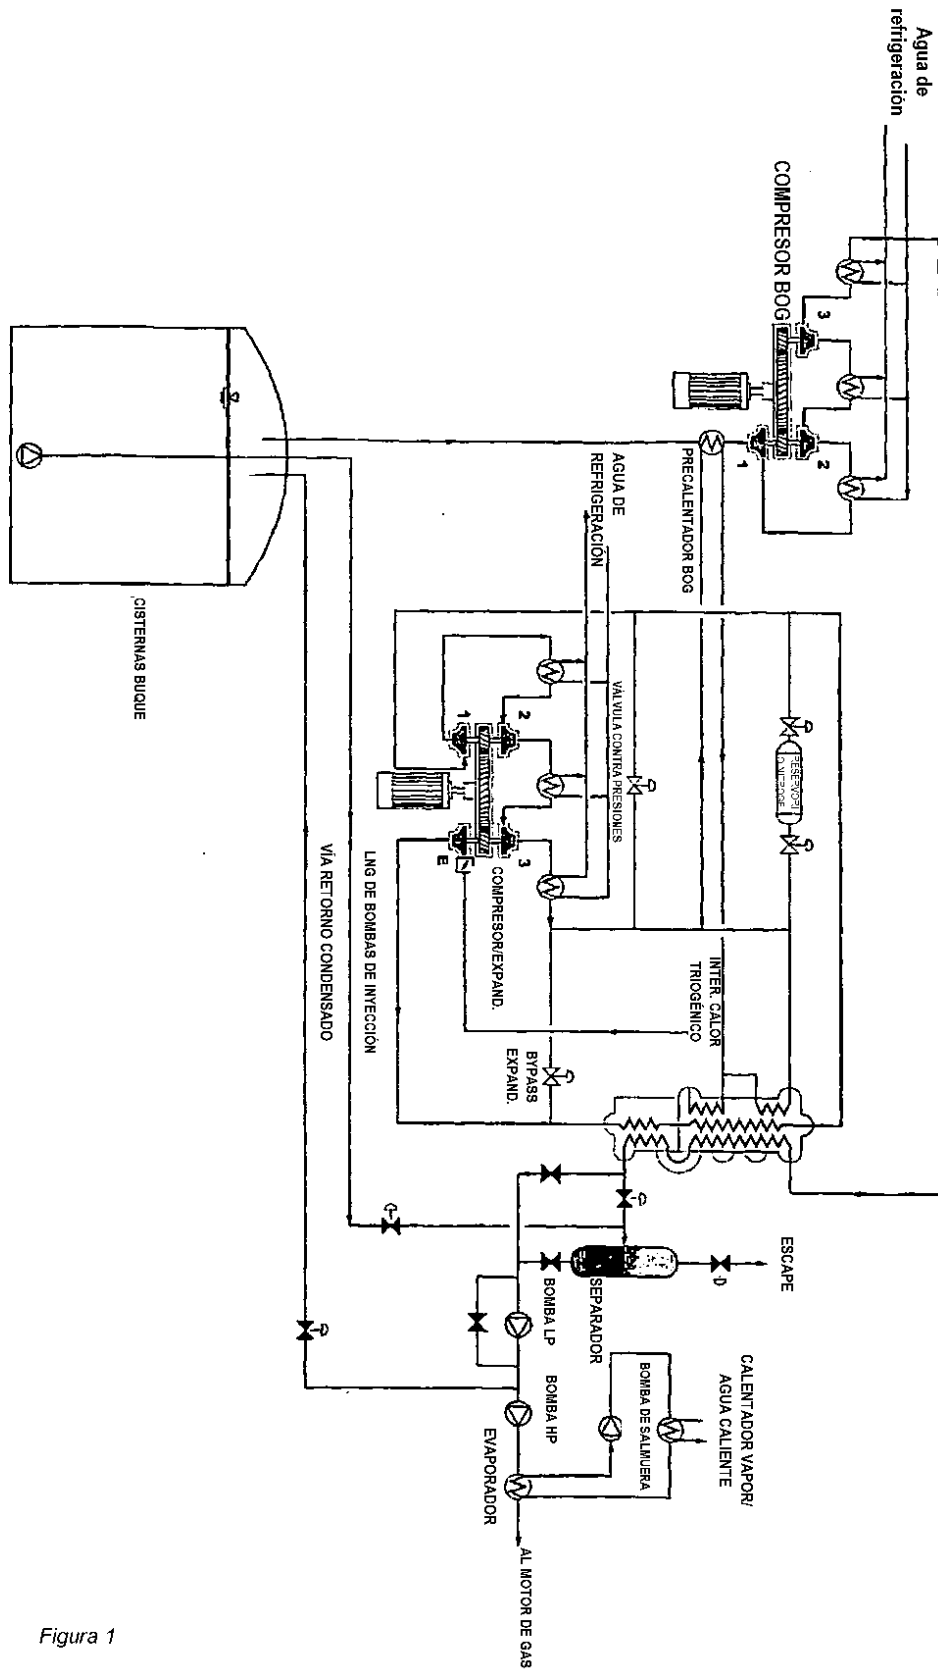 Agua de
refrigeración
COMPRESOR BOG
3
2
1
PRECALENTADOR BOG
AGUA DE
REFRIGERACIÓN
CISTERNAS BUQUE
VÁLVULA CONTRA PRESIONES
1
2
3
E
COMPRESOR/EXPAND.
INTER. CALOR
TRIOGÉNICO
BYPASS
EXPAND.
LNG DE BOMBAS DE INYECCIÓN
VÍA RETORNO CONDENSADO
ESCAPE
SEPARADOR
BOMBA LP
BOMBA HP
BOMBA DE SALMUERA
CALENTADOR VAPOR/
AGUA CALIENTE
EVAPORADOR
AL MOTOR DE GAS
Figura 1